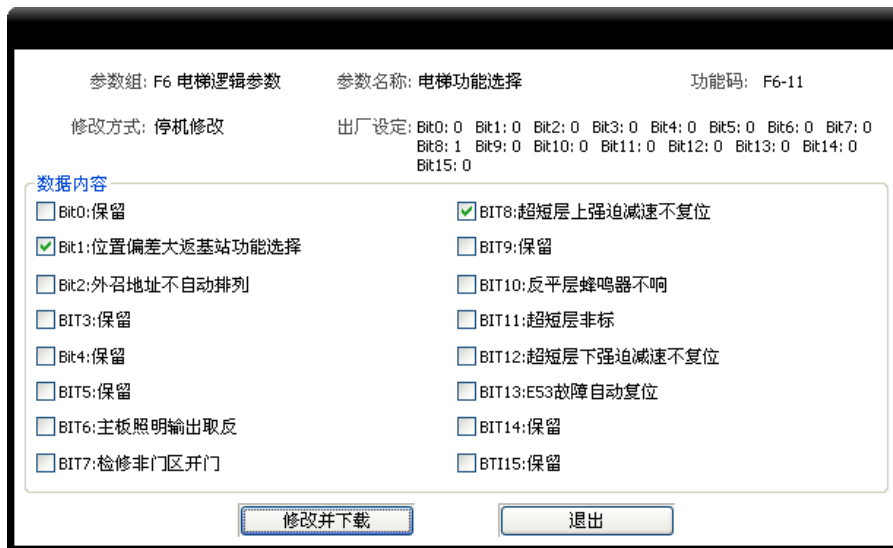 参数组: F6 电梯逻辑参数 参数名称: 电梯功能选择 功能码: F6-11
修改方式: 停机修改 出厂设定: Bit0: 0 Bit1: 0 Bit2: 0 Bit3: 0 Bit4: 0 Bit5: 0 Bit6: 0 Bit7: 0
Bit8: 1 Bit9: 0 Bit10: 0 Bit11: 0 Bit12: 0 Bit13: 0 Bit14: 0
Bit15: 0
数据内容
Bit0:保留
Bit1:位置偏差大返基站功能选择
Bit2:外召地址不自动排列
BIT3:保留
Bit4:保留
BIT5:保留
BIT6:主板照明输出取反
BIT7:检修非门区开门
BIT8:超短层上强迫减速不复位
BIT9:保留
BIT10:反平层蜂鸣器不响
BIT11:超短层非标
BIT12:超短层下强迫减速不复位
BIT13:E53故障自动复位
BIT14:保留
BTI15:保留
修改并下载 退出